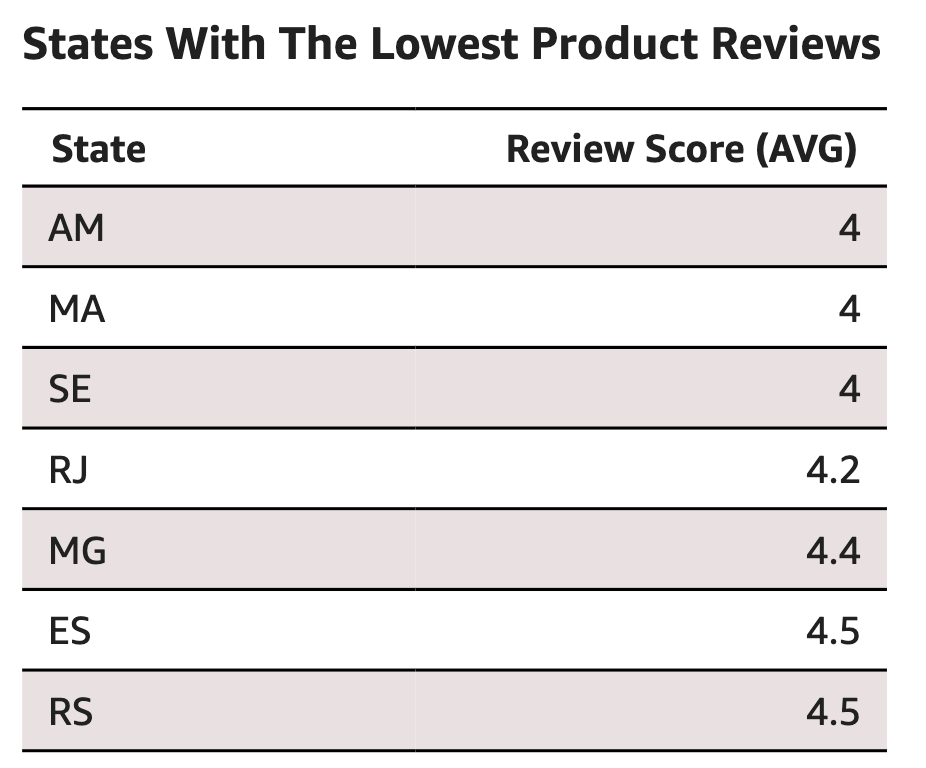 States With The Lowest Product Reviews
State Review Score (AVG)
AM 4
MA 4
SE 4
RJ 4.2
MG 4.4
ES 4.5
RS 4.5